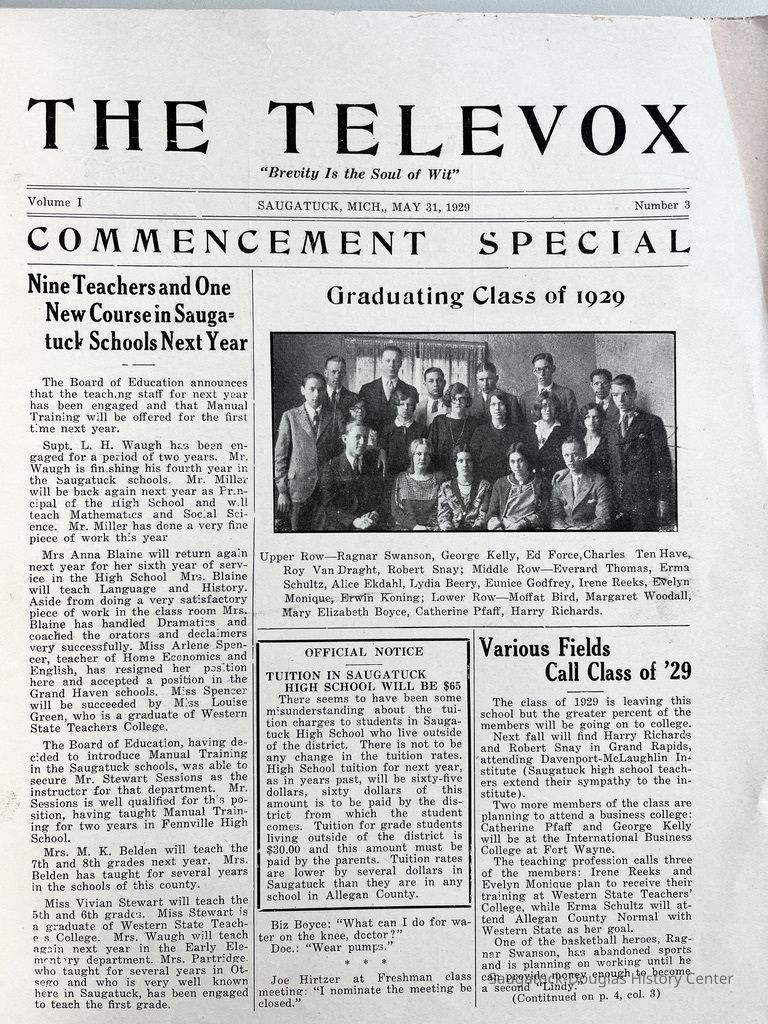 THE TELEVOX
"Brevity Is the Soul of Wit"
Volume I
SAUGATUCK, MICH,, MAY 31, 1929
Number 3
COMMENCEMENT SPECIAL
Nine Teachers and One
New Course in Sauga=
tuck Schools Next Year
The Board of Education announces
that the teaching staff for next year
has been engaged and that Manual
Training will be offered for the first
time next year.
Supt. L. H. Waugh has been en-
gaged for a period of two years. Mr.
Waugh is finishing his fourth year in
the Saugatuck schools. Mr. Miller
will be back again next year as Prin-
cipal of the High School and will
teach Mathematics and Social Sci-
ence. Mr. Miller has done a very fine
piece of work this year
Mrs Anna Blaine will return again
next year for her sixth year of serv-
ice in the High School Mrs. Blaine
will teach Language and History.
Aside from doing a very satisfactory
piece of work in the class room Mrs.
Blaine has handled Dramatics and
coached the orators and declaimers
very successfully. Miss Arlene Spen-
cer, teacher of Home Economics and
English, has resigned her position
here and accepted a position in the
Grand Haven schools. Miss Spencer
will be succeeded by Miss Louise
Green, who is a graduate of Western
State Teachers College.
The Board of Education, having de-
cided to introduce Manual Training
in the Saugatuck schools, was able to
secure Mr. Stewart Sessions as the
instructor for that department. Mr.
Sessions is well qualified for this po-
sition, having taught Manual Train-
ing for two years in Fennville High
School.
Mrs. M. K. Belden will teach the
7th and 8th grades next year. Mrs.
Belden has taught for several years
in the schools of this county.
Miss Vivian Stewart will teach the
5th and 6th grades. Miss Stewart is
a graduate of Western State Teach-
e s College. Mrs. Waugh will teach
again next year in the Early Ele-
mentary department. Mrs. Partridge
who taught for several years in Ot-
sego and who is very well known
here in Saugatuck, has been engaged
to teach the first grade.
Graduating Class of 1929
Upper Row—Ragnar Swanson, George Kelly, Ed Force,Charles Ten Have,
Roy Van Draght, Robert Snay; Middle Row—Everard Thomas, Erma
Schultz, Alice Ekdahl, Lydia Beery, Eunice Godfrey, Irene Reeks, Evelyn
Monique, Erwin Koning; Lower Row—Moffat Bird, Margaret Woodall,
Mary Elizabeth Boyce, Catherine Pfaff, Harry Richards.
OFFICIAL NOTICE
TUITION IN SAUGATUCK
HIGH SCHOOL WILL BE $65
There seems to have been some
misunderstanding about the tui-
tion charges to students in Sauga-
tuck High School who live outside
of the district. There is not to be
any change in the tuition rates.
High School tuition for next year,
as in years past, will be sixty-five
dollars, sixty dollars of this
amount is to be paid by the dis-
trict from which the student
comes. Tuition for grade students
living outside of the district is
$30.00 and this amount must be
paid by the parents. Tuition rates
are lower by several dollars in
Saugatuck than they are in any
school in Allegan County.
Biz Boyce: "What can I do for wa-
ter on the knee, doctor?"
Doc.: "Wear pumps."
* * *
Joe Hirtzer at Freshman class
meeting: "I nominate the meeting be
closed."
Various Fields
Call Class of '29
The class of 1929 is leaving this
school but the greater percent of the
members will be going on to college.
Next fall will find Harry Richards
and Robert Snay in Grand Rapids,
attending Davenport-McLaughlin In-
stitute (Saugatuck high school teach-
ers extend their sympathy to the in-
stitute).
Two more members of the class are
planning to attend a business college:
Catherine Pfaff and George Kelly
will be at the International Business
College at Fort Wayne.
The teaching profession calls three
of the members: Irene Reeks and
Evelyn Monique plan to receive their
training at Western State Teachers'
College, while Erma Schultz will at-
tend Allegan County Normal with
Western State as her goal.
One of the basketball heroes, Rag-
nar Swanson, has abandoned sports
and is planning on working until he
can provide money enough to become
a second "Lindy."
(Contitnued on p. 4, col. 3)
Saugatuck Douglas History Center